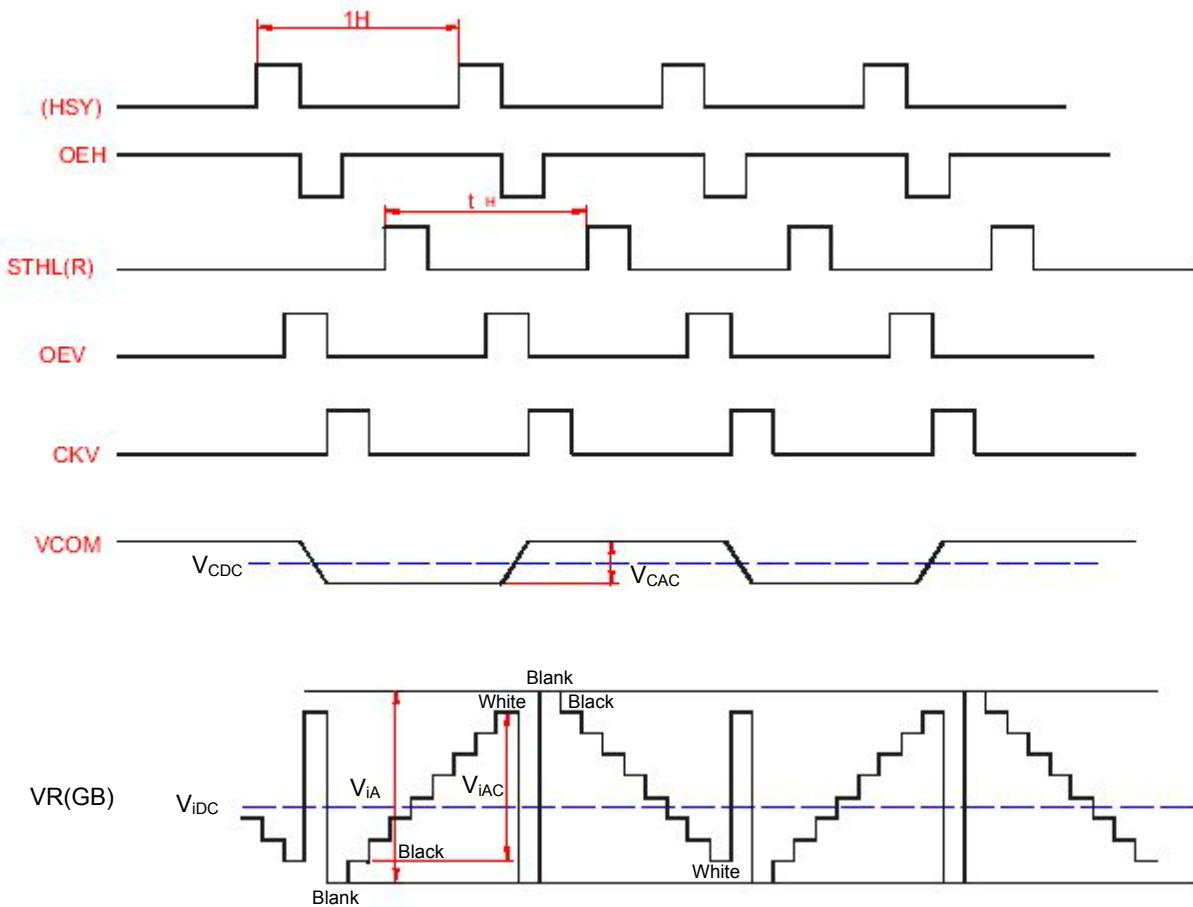 1H
(HSY)
OEH
t H
STHL(R)
OEV
CKV
VCOM
VCDC
VCAC
Blank
White
Black
VR(GB)
ViDC
ViA
ViAC
Black
White
Blank